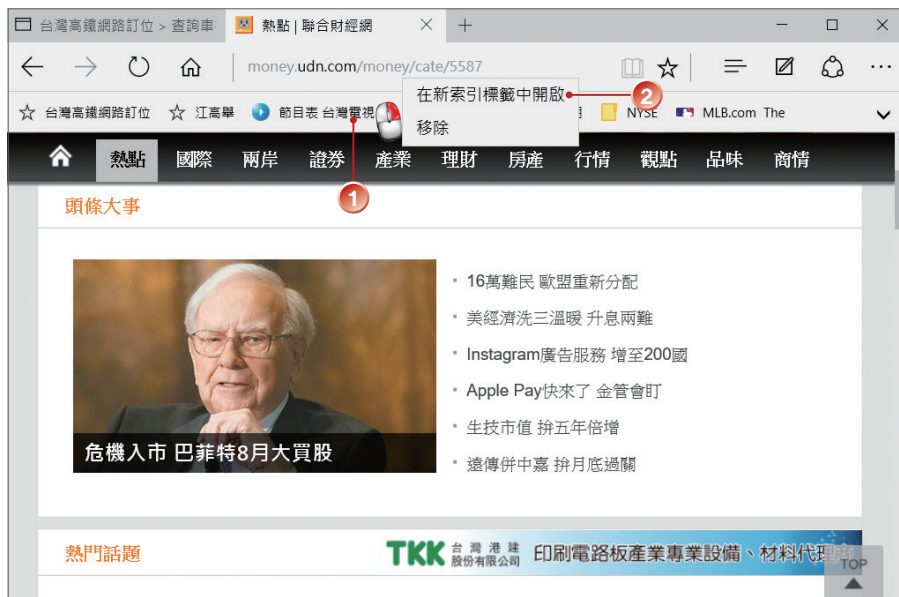 台灣高鐵網路訂位 > 查詢車
熱點 | 聯合財經網
money.udn.com/money/cate/5587
台灣高鐵網路訂位 江高舉 節目表 台灣電視 NYSE MLB.com The
在新索引標籤中開啟
移除
2
1
熱點 國際 兩岸 證券 產業 理財 房產 行情 觀點 品味 商情
頭條大事
16萬難民 歐盟重新分配
美經濟洗三溫暖 升息兩難
Instagram廣告服務 增至200國
Apple Pay快來了 金管會盯
生技市值 拚五年倍增
遠傳併中嘉 拚月底過關
危機入市 巴菲特8月大買股
熱門話題
TKK 台灣港建股份有限公司 印刷電路板產業專業設備、材料代理商
TOP